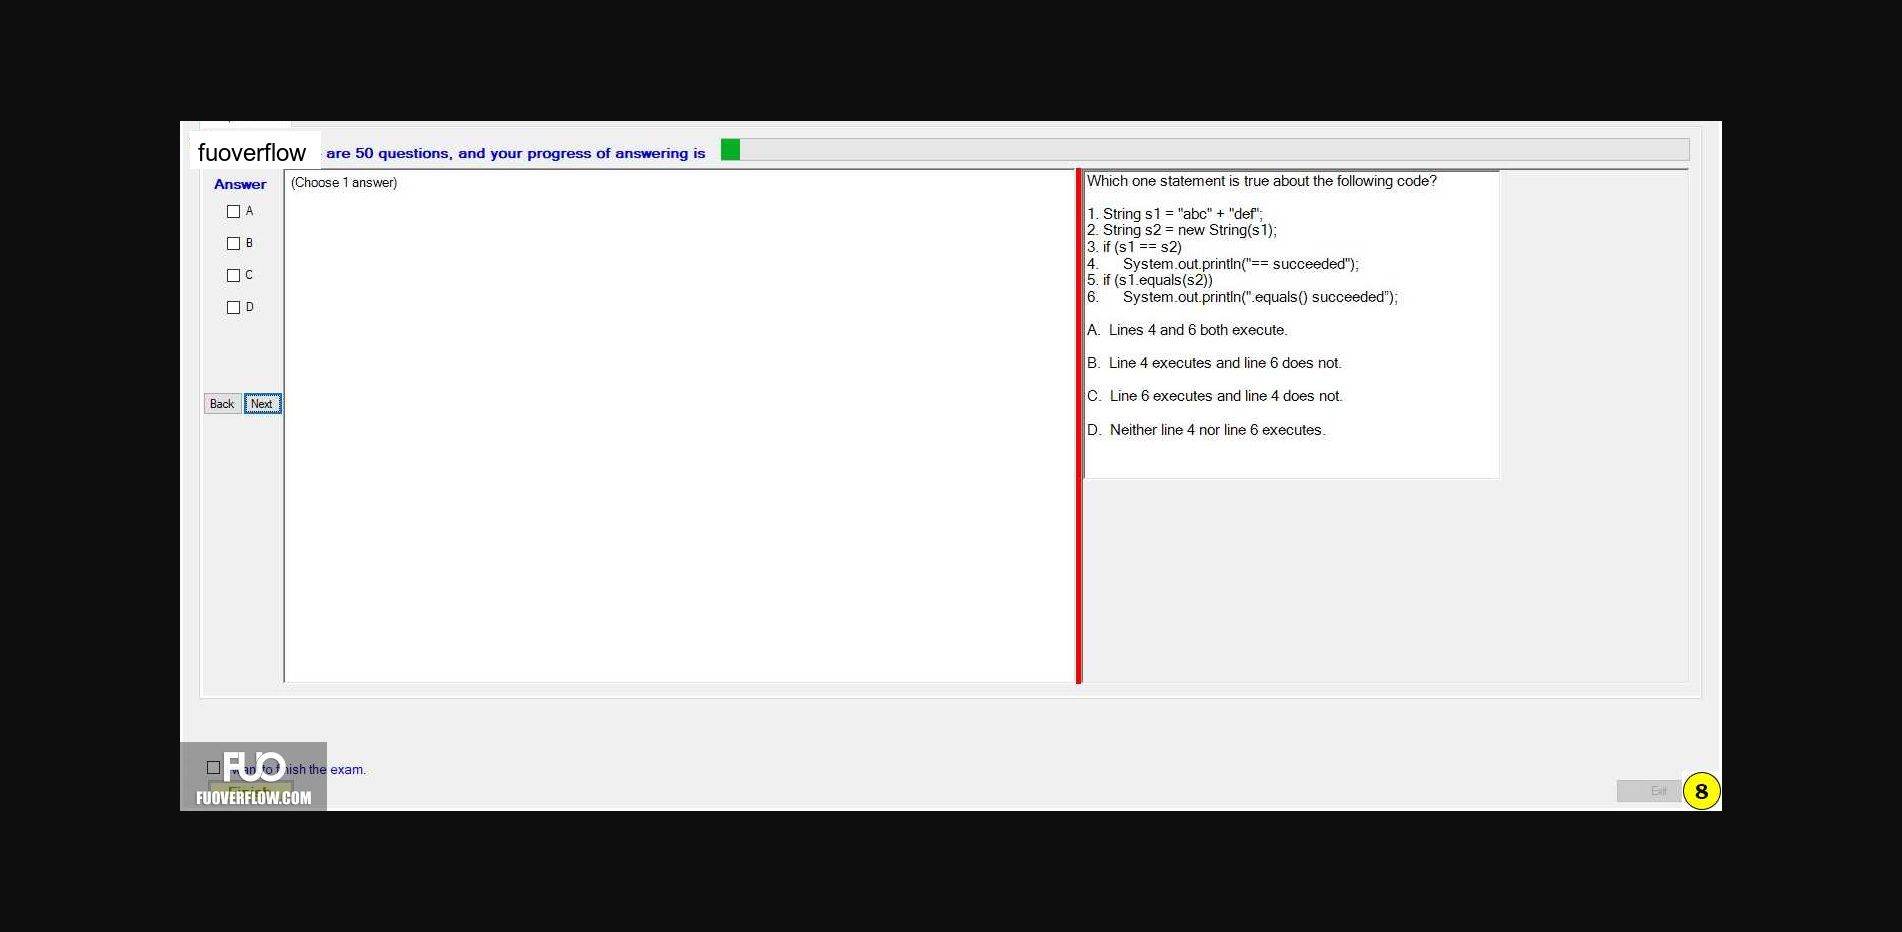 fuoverflow are 50 questions, and your progress of answering is
Answer
A
B
C
D
Back Next
(Choose 1 answer)
Which one statement is true about the following code?
1. String s1 = "abc" + "def";
2. String s2 = new String(s1);
3. if (s1 == s2)
4. System.out.println("== succeeded");
5. if (s1.equals(s2))
6. System.out.println(".equals() succeeded");
A. Lines 4 and 6 both execute.
B. Line 4 executes and line 6 does not.
C. Line 6 executes and line 4 does not.
D. Neither line 4 nor line 6 executes.
want to finish the exam.
Finish
FUO
FUOVERFLOW.COM
Exit
8